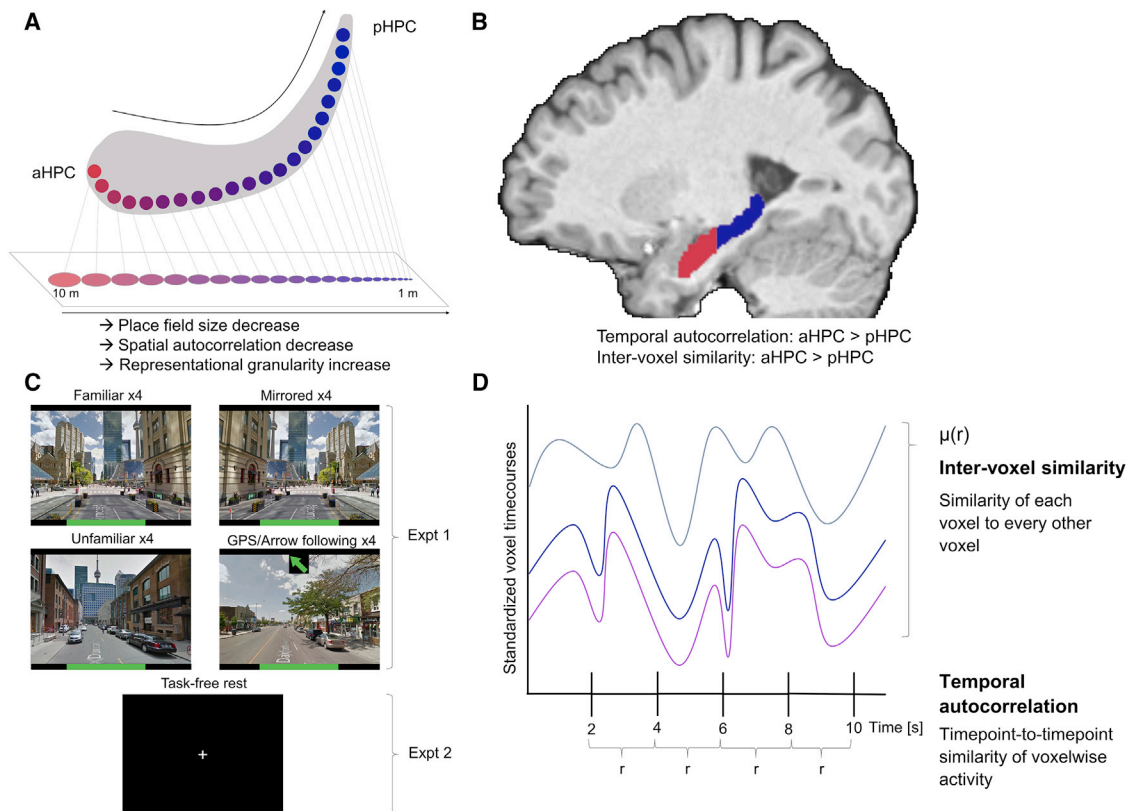 A
pHPC
aHPC
10 m
1 m
→ Place field size decrease
→ Spatial autocorrelation decrease
→ Representational granularity increase
B
Temporal autocorrelation: aHPC > pHPC
Inter-voxel similarity: aHPC > pHPC
C
Familiar x4
Mirrored x4
Unfamiliar x4
GPS/Arrow following x4
Expt 1
Task-free rest
Expt 2
D
Standardized voxel timecourses
μ(r)
Inter-voxel similarity
Similarity of each
voxel to every other
voxel
2
4
6
8
10
Time [s]
r
r
r
r
Temporal
autocorrelation
Timepoint-to-timepoint
similarity of voxelwise
activity